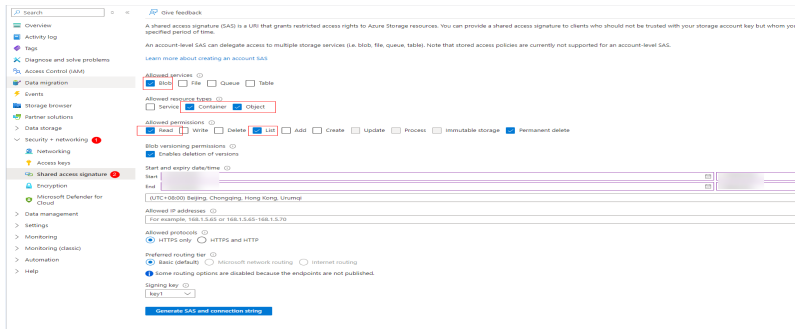 Search
Overview
Activity log
Tags
Diagnose and solve problems
Access Control (IAM)
Data migration
Events
Storage browser
Partner solutions
Data storage
Security + networking 1
Networking
Access keys
Shared access signature 2
Encryption
Microsoft Defender for
Cloud
Data management
Settings
Monitoring
Monitoring (classic)
Automation
Help
Give feedback
A shared access signature (SAS) is a URI that grants restricted access rights to Azure Storage resources. You can provide a shared access signature to clients who should not be trusted with your storage account key but whom you
specified period of time.
An account-level SAS can delegate access to multiple storage services (i.e. blob, file, queue, table). Note that stored access policies are currently not supported for an account-level SAS.
Learn more about creating an account SAS
Allowed services
Blob File Queue Table
Allowed resource types
Service Container Object
Allowed permissions
Read Write Delete List Add Create Update Process Immutable storage Permanent delete
Blob versioning permissions
Enables deletion of versions
Start and expiry date/time
Start
End
(UTC+08:00) Beijing, Chongqing, Hong Kong, Urumqi
Allowed IP addresses
For example, 168.1.5.65 or 168.1.5.65-168.1.5.70
Allowed protocols
HTTPS only HTTPS and HTTP
Preferred routing tier
Basic (default) Microsoft network routing Internet routing
Some routing options are disabled because the endpoints are not published.
Signing key
key1
Generate SAS and connection string